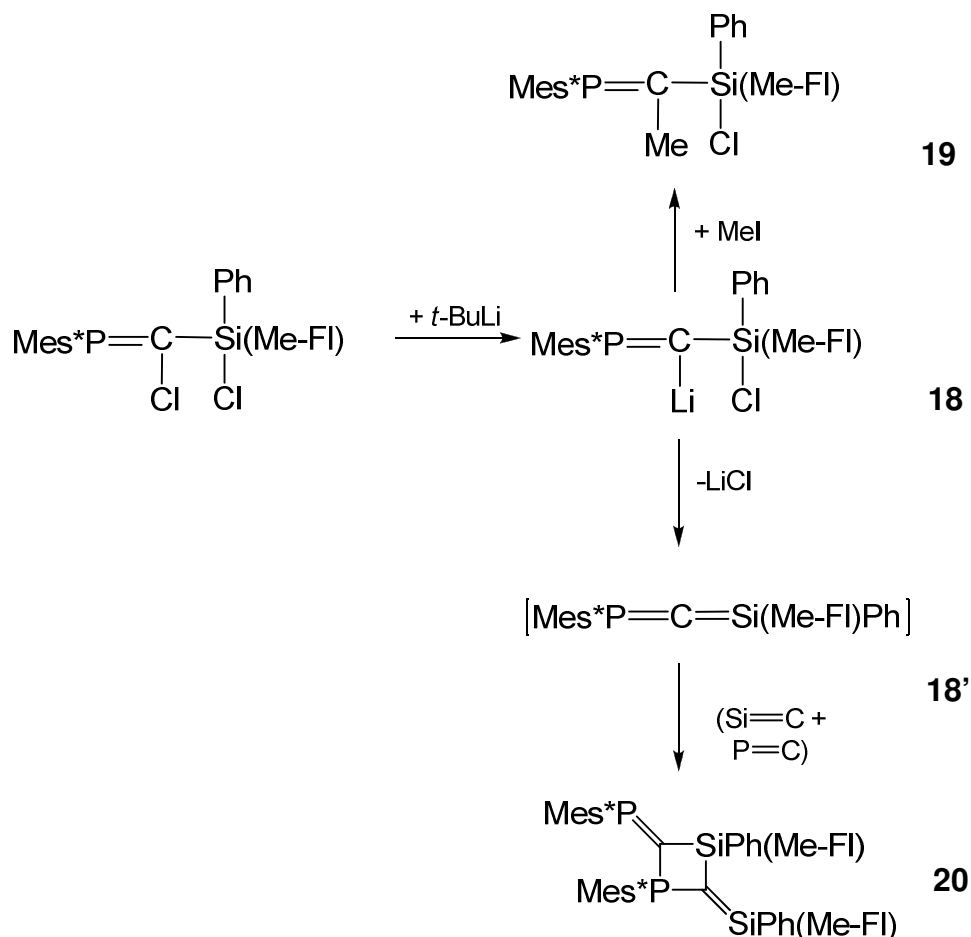 Ph
Mes*P=C—Si(Me-Fl)
Me Cl
19
+ MeI
Ph
Mes*P=C—Si(Me-Fl)
Cl Cl
+ t-BuLi
Ph
Mes*P=C—Si(Me-Fl)
Li Cl
18
-LiCl
[Mes*P=C=Si(Me-Fl)Ph]
18’
(Si=C +
P=C)
Mes*P
SiPh(Me-Fl)
Mes*P
SiPh(Me-Fl)
20